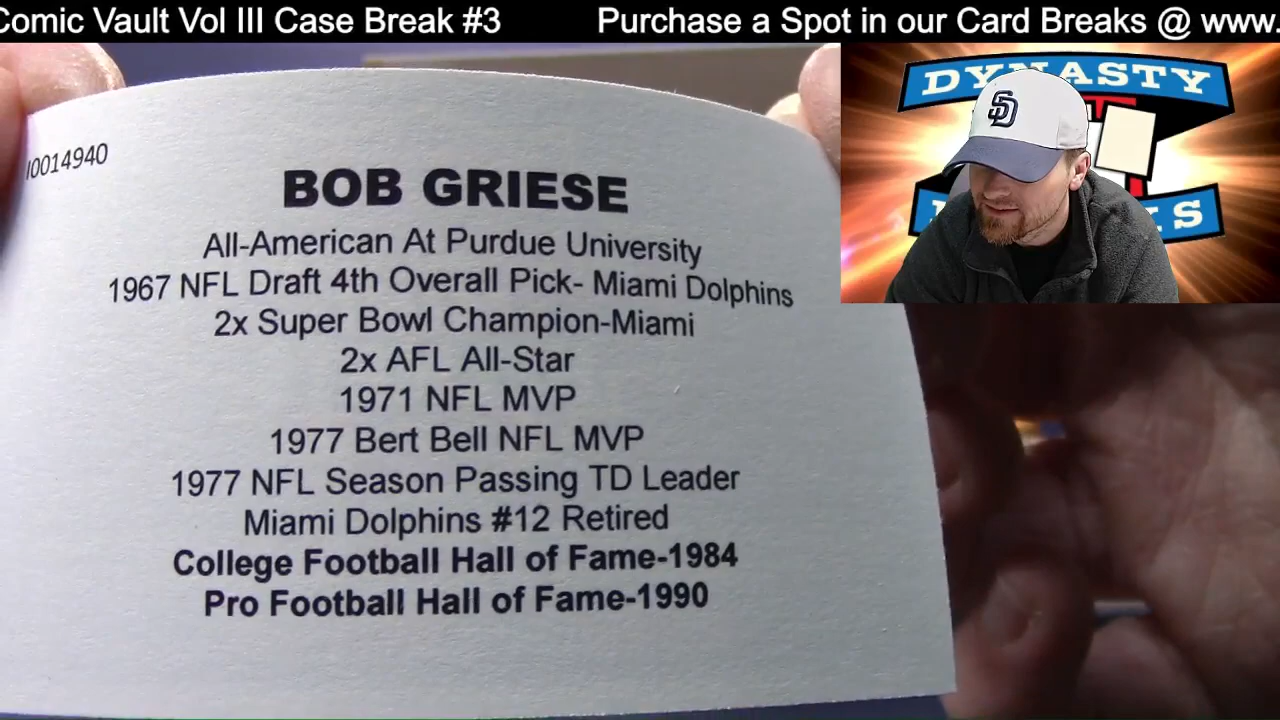 Comic Vault Vol III Case Break #3 Purchase a Spot in our Card Breaks @ www.
DYNASTY
SD
S
I0014940
BOB GRIESE
All-American At Purdue University
1967 NFL Draft 4th Overall Pick- Miami Dolphins
2x Super Bowl Champion-Miami
2x AFL All-Star
1971 NFL MVP
1977 Bert Bell NFL MVP
1977 NFL Season Passing TD Leader
Miami Dolphins #12 Retired
College Football Hall of Fame-1984
Pro Football Hall of Fame-1990